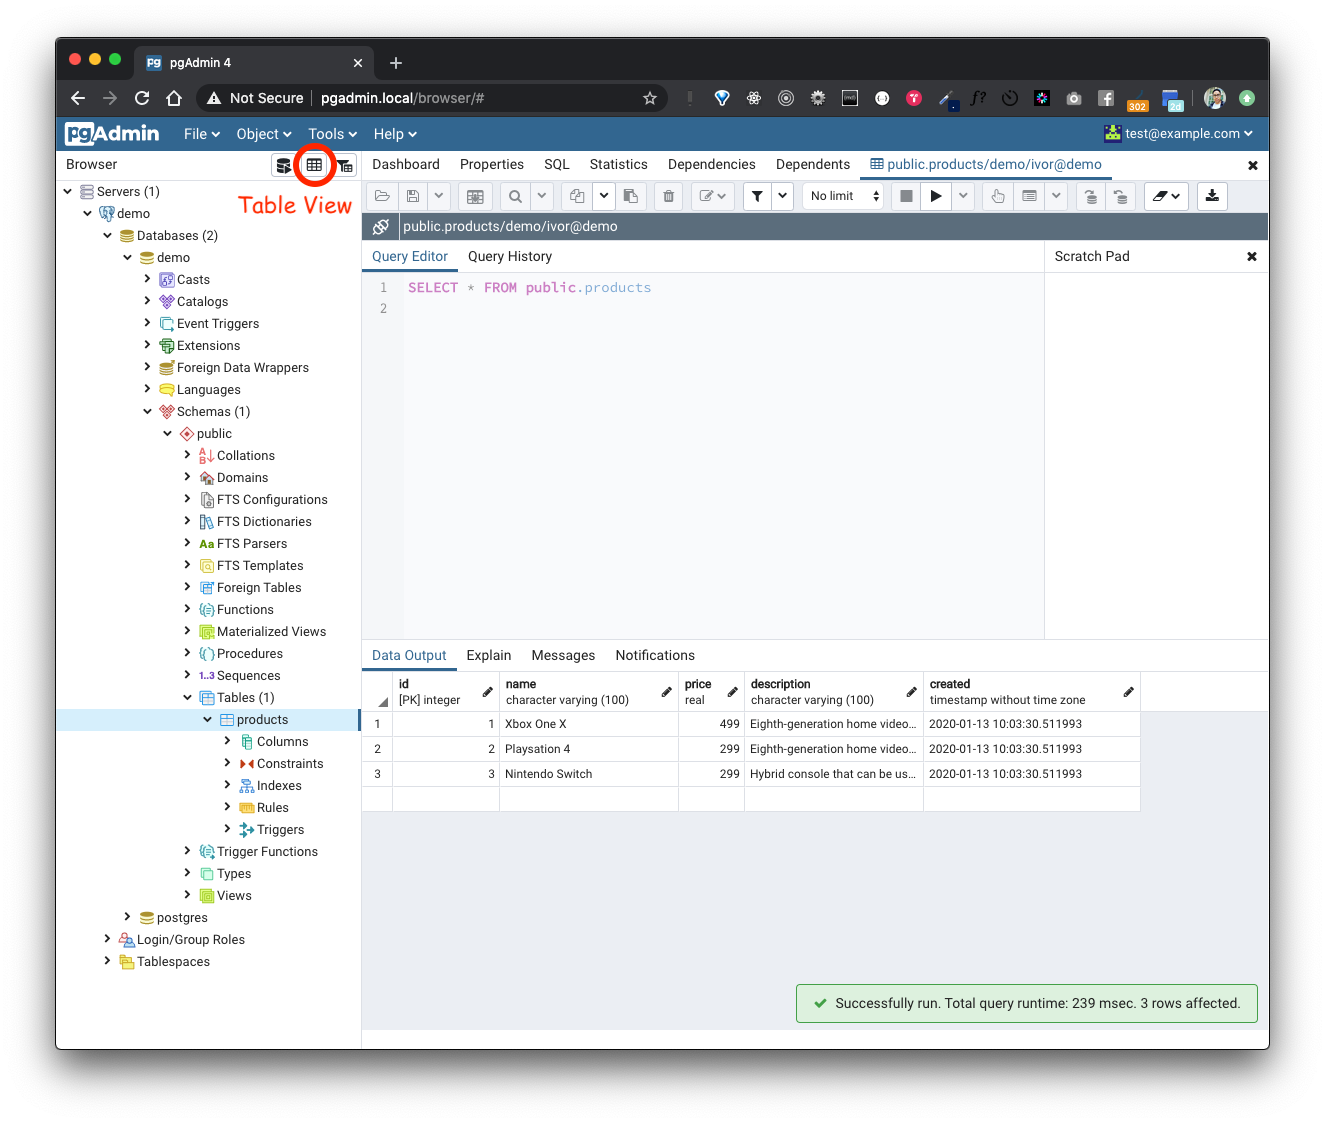 pgAdmin 4
Not Secure pgadmin.local/browser/#
302
2d
pgAdmin File Object Tools Help test@example.com
Browser
Table View
Dashboard Properties SQL Statistics Dependencies Dependents public.products/demo/ivor@demo
No limit
public.products/demo/ivor@demo
Query Editor Query History Scratch Pad
1 SELECT * FROM public.products
2
Servers (1)
demo
Databases (2)
demo
Casts
Catalogs
Event Triggers
Extensions
Foreign Data Wrappers
Languages
Schemas (1)
public
Collations
Domains
FTS Configurations
FTS Dictionaries
Aa FTS Parsers
FTS Templates
Foreign Tables
Functions
Materialized Views
Procedures
1..3 Sequences
Tables (1)
products
Columns
Constraints
Indexes
Rules
Triggers
Trigger Functions
Types
Views
postgres
Login/Group Roles
Tablespaces
Data Output Explain Messages Notifications
id name price description created
[PK] integer character varying (100) real character varying (100) timestamp without time zone
1 1 Xbox One X 499 Eighth-generation home video... 2020-01-13 10:03:30.511993
2 2 Playsation 4 299 Eighth-generation home video... 2020-01-13 10:03:30.511993
3 3 Nintendo Switch 299 Hybrid console that can be us... 2020-01-13 10:03:30.511993
Successfully run. Total query runtime: 239 msec. 3 rows affected.